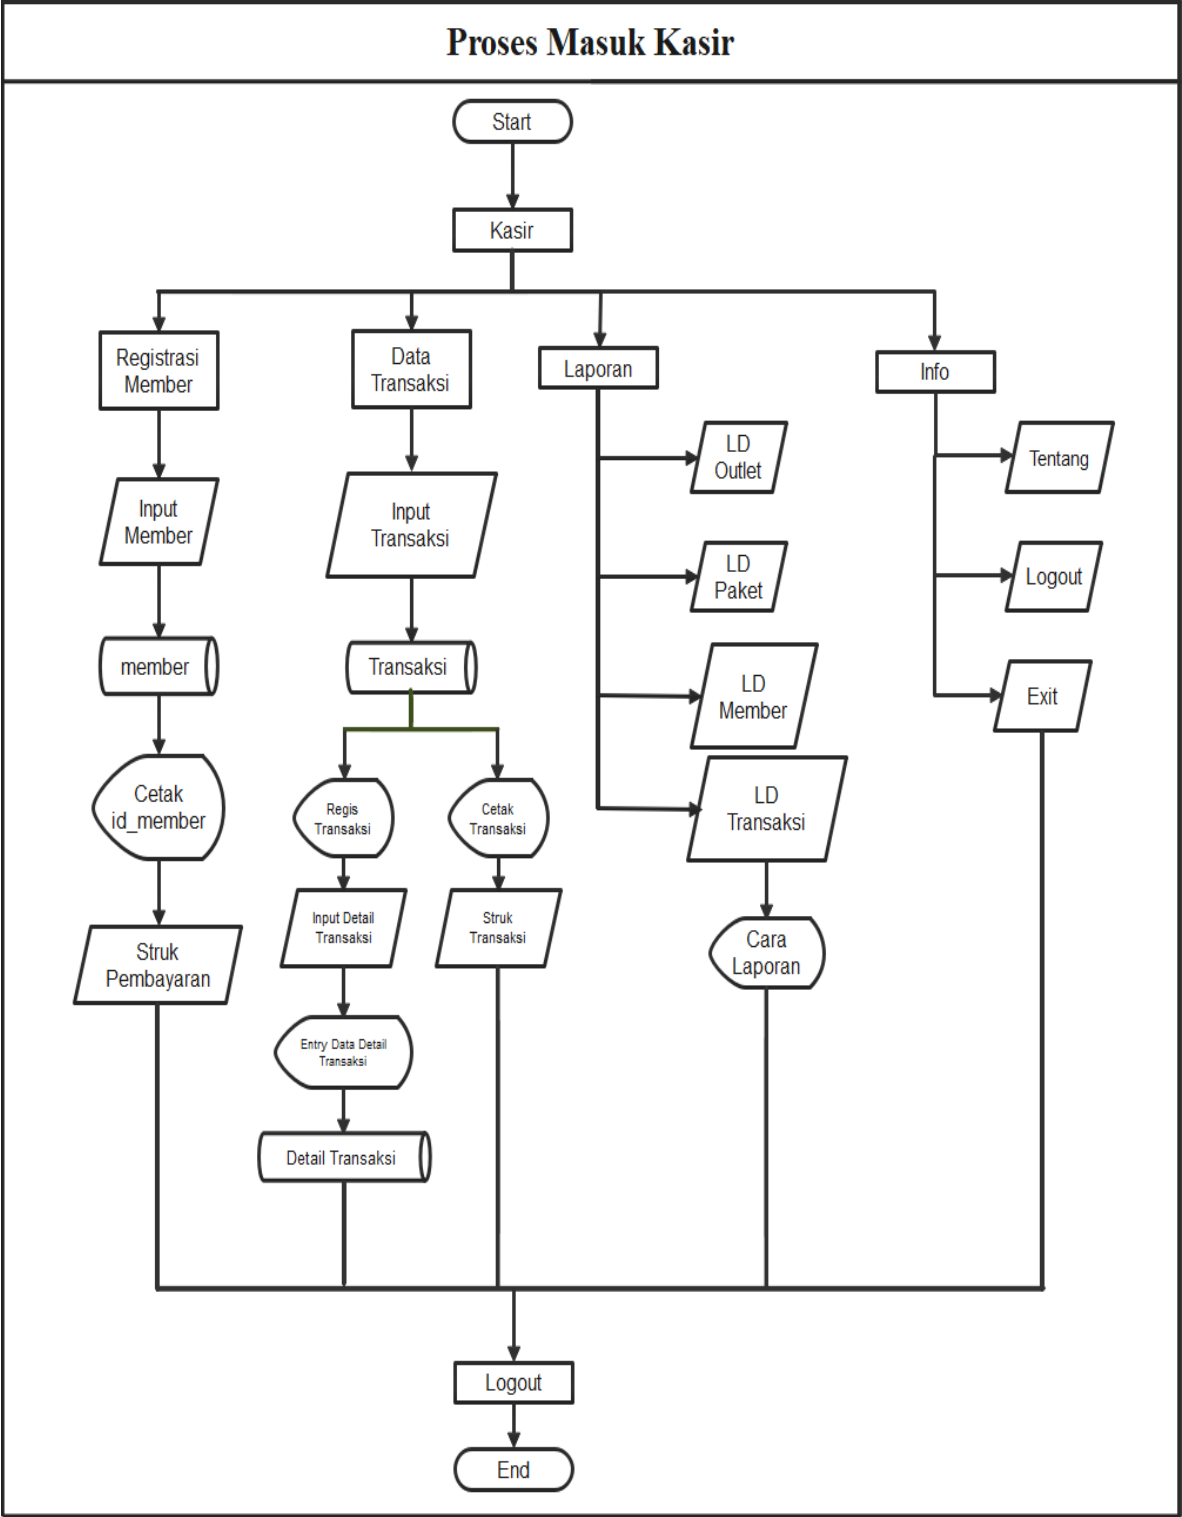 Proses Masuk Kasir
Start
Kasir
Registrasi
Member
Data
Transaksi
Laporan
Info
Input
Member
Input
Transaksi
LD
Outlet
Tentang
LD
Paket
Logout
member
Transaksi
LD
Member
Exit
Cetak
id_member
Regis
Transaksi
Cetak
Transaksi
LD
Transaksi
Struk
Pembayaran
Input Detail
Transaksi
Struk
Transaksi
Cara
Laporan
Entry Data Detail
Transaksi
Detail Transaksi
Logout
End